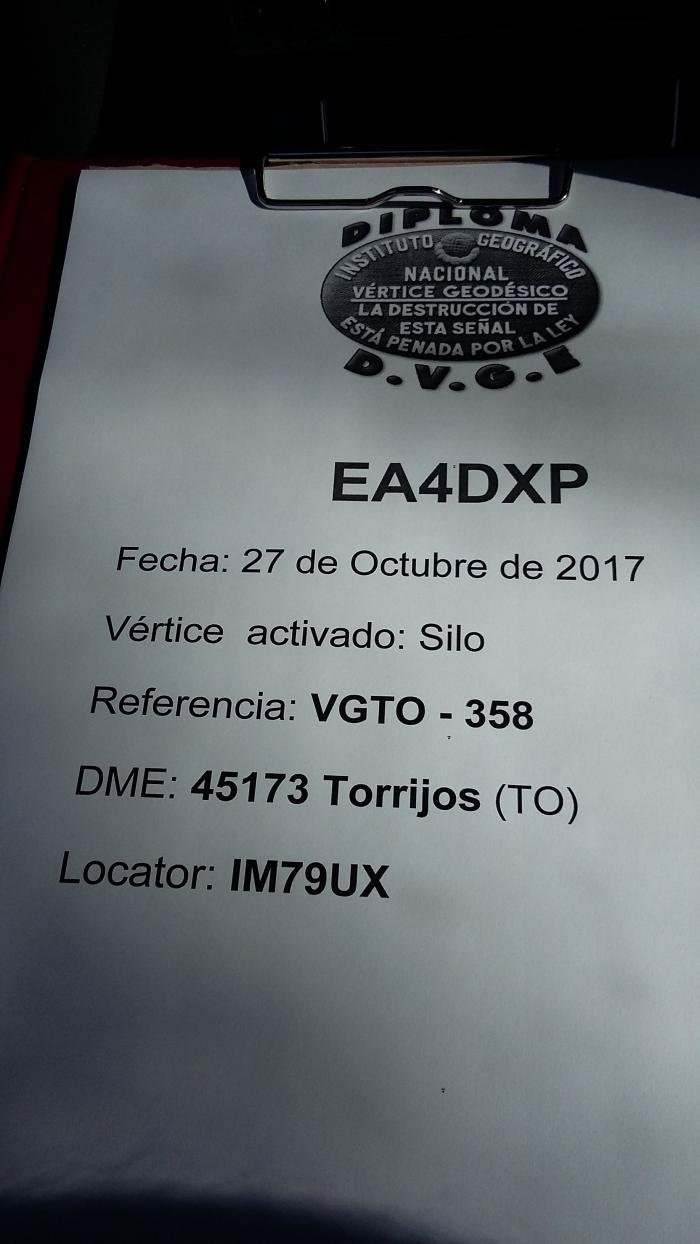 DIPLOMA
INSTITUTO GEOGRÁFICO
NACIONAL
VÉRTICE GEODÉSICO
LA DESTRUCCIÓN DE
ESTA SEÑAL
ESTÁ PENADA POR LA LEY
D.V.G.E
EA4DXP
Fecha: 27 de Octubre de 2017
Vértice activado: Silo
Referencia: VGTO - 358
DME: 45173 Torrijos (TO)
Locator: IM79UX